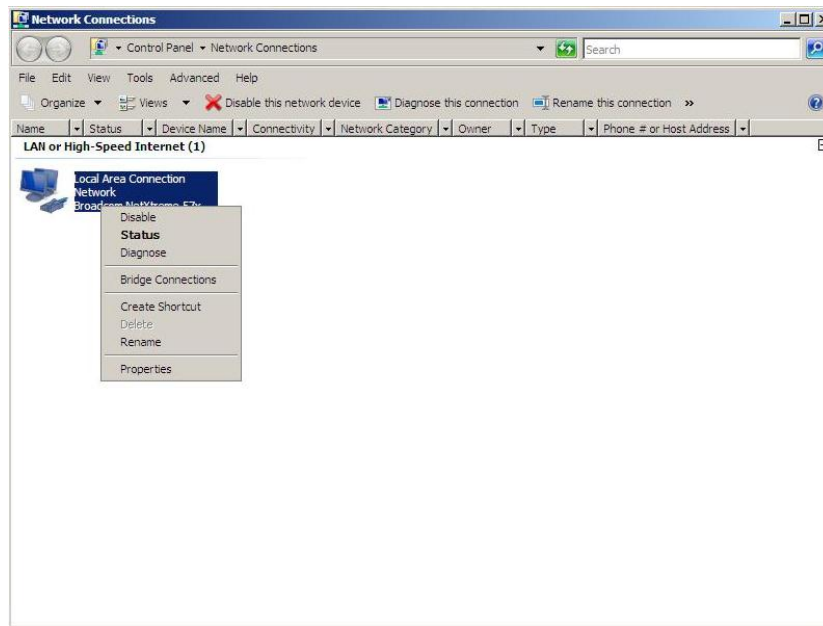 Network Connections
Control Panel Network Connections Search
File Edit View Tools Advanced Help
Organize Views Disable this network device Diagnose this connection Rename this connection »
Name Status Device Name Connectivity Network Category Owner Type Phone # or Host Address
LAN or High-Speed Internet (1)
Local Area Connection
Network
Broadcom NetXtreme 57x
Disable
Status
Diagnose
Bridge Connections
Create Shortcut
Delete
Rename
Properties